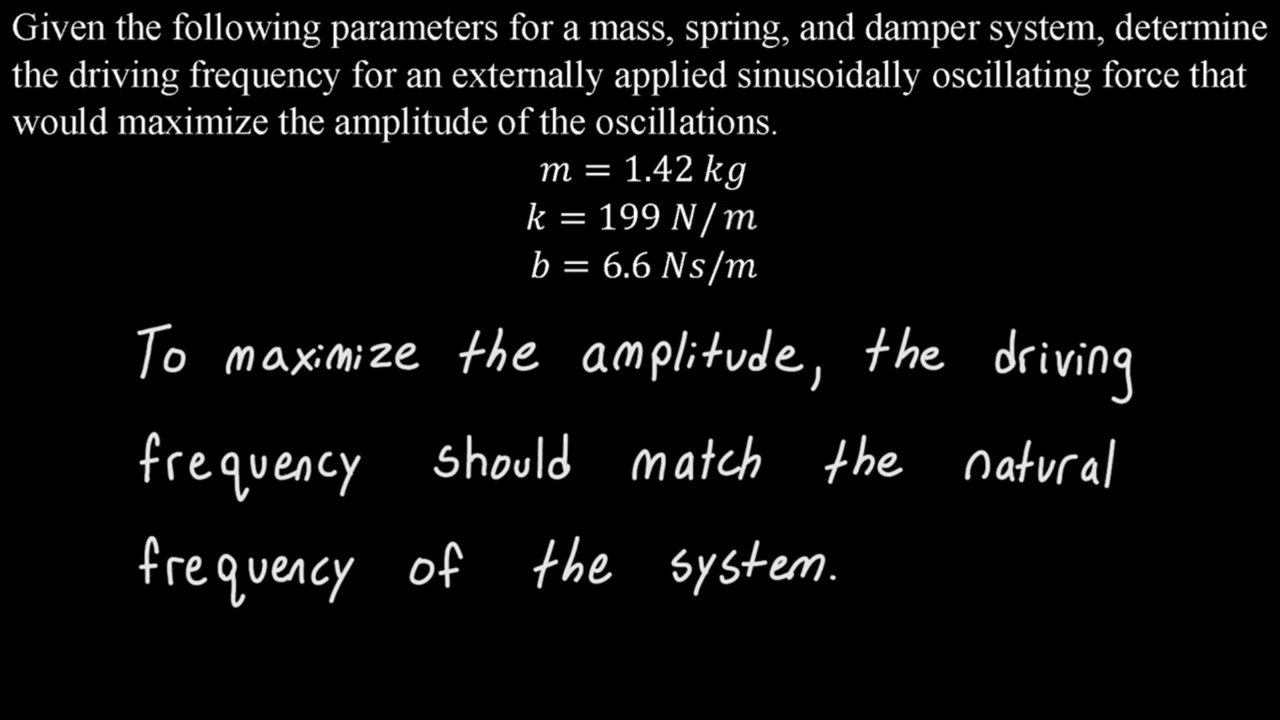 Given the following parameters for a mass, spring, and damper system, determine
the driving frequency for an externally applied sinusoidally oscillating force that
would maximize the amplitude of the oscillations.
m = 1.42 kg
k = 199 N/m
b = 6.6 Ns/m
To maximize the amplitude, the driving
frequency should match the natural
frequency of the system.